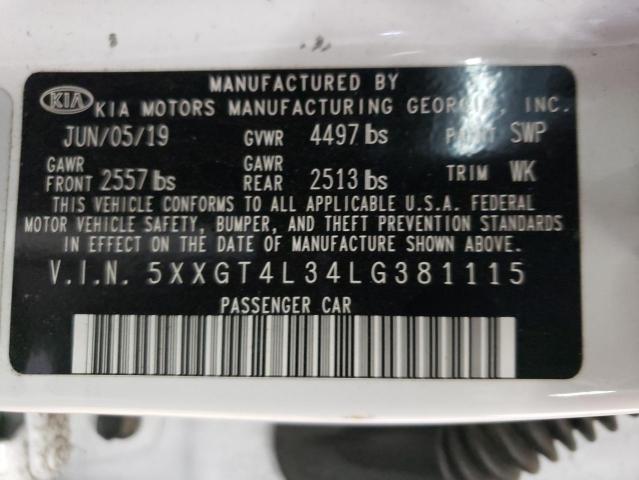 MANUFACTURED BY
KIA KIA MOTORS MANUFACTURING GEORGIA, INC.
JUN/05/19 GVWR 4497 lbs PAINT SWP
GAWR FRONT 2557 lbs GAWR REAR 2513 lbs TRIM WK
THIS VEHICLE CONFORMS TO ALL APPLICABLE U.S.A. FEDERAL
MOTOR VEHICLE SAFETY, BUMPER, AND THEFT PREVENTION STANDARDS
IN EFFECT ON THE DATE OF MANUFACTURE SHOWN ABOVE.
V.I.N. 5XXGT4L34LG381115
PASSENGER CAR